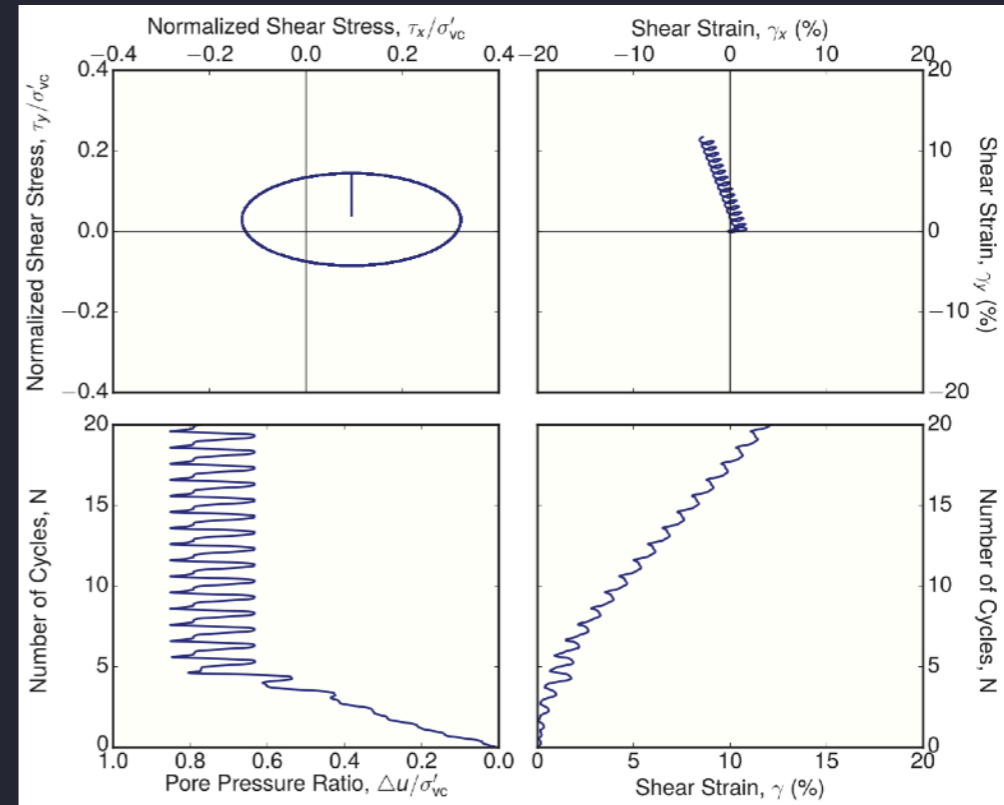 Normalized Shear Stress, τx/σ′vc
−0.4 −0.2 0.0 0.2 0.4
Normalized Shear Stress, τy/σ′vc
0.4
0.2
0.0
−0.2
−0.4
Shear Strain, γx (%)
−20 −10 0 10 20
20
10
0
−10
−20
Shear Strain, γy (%)
Number of Cycles, N
20
15
10
5
0
1.0 0.8 0.6 0.4 0.2 0.0
Pore Pressure Ratio, △u/σ′vc
20
15
10
5
0
Number of Cycles, N
0 5 10 15 20
Shear Strain, γ (%)